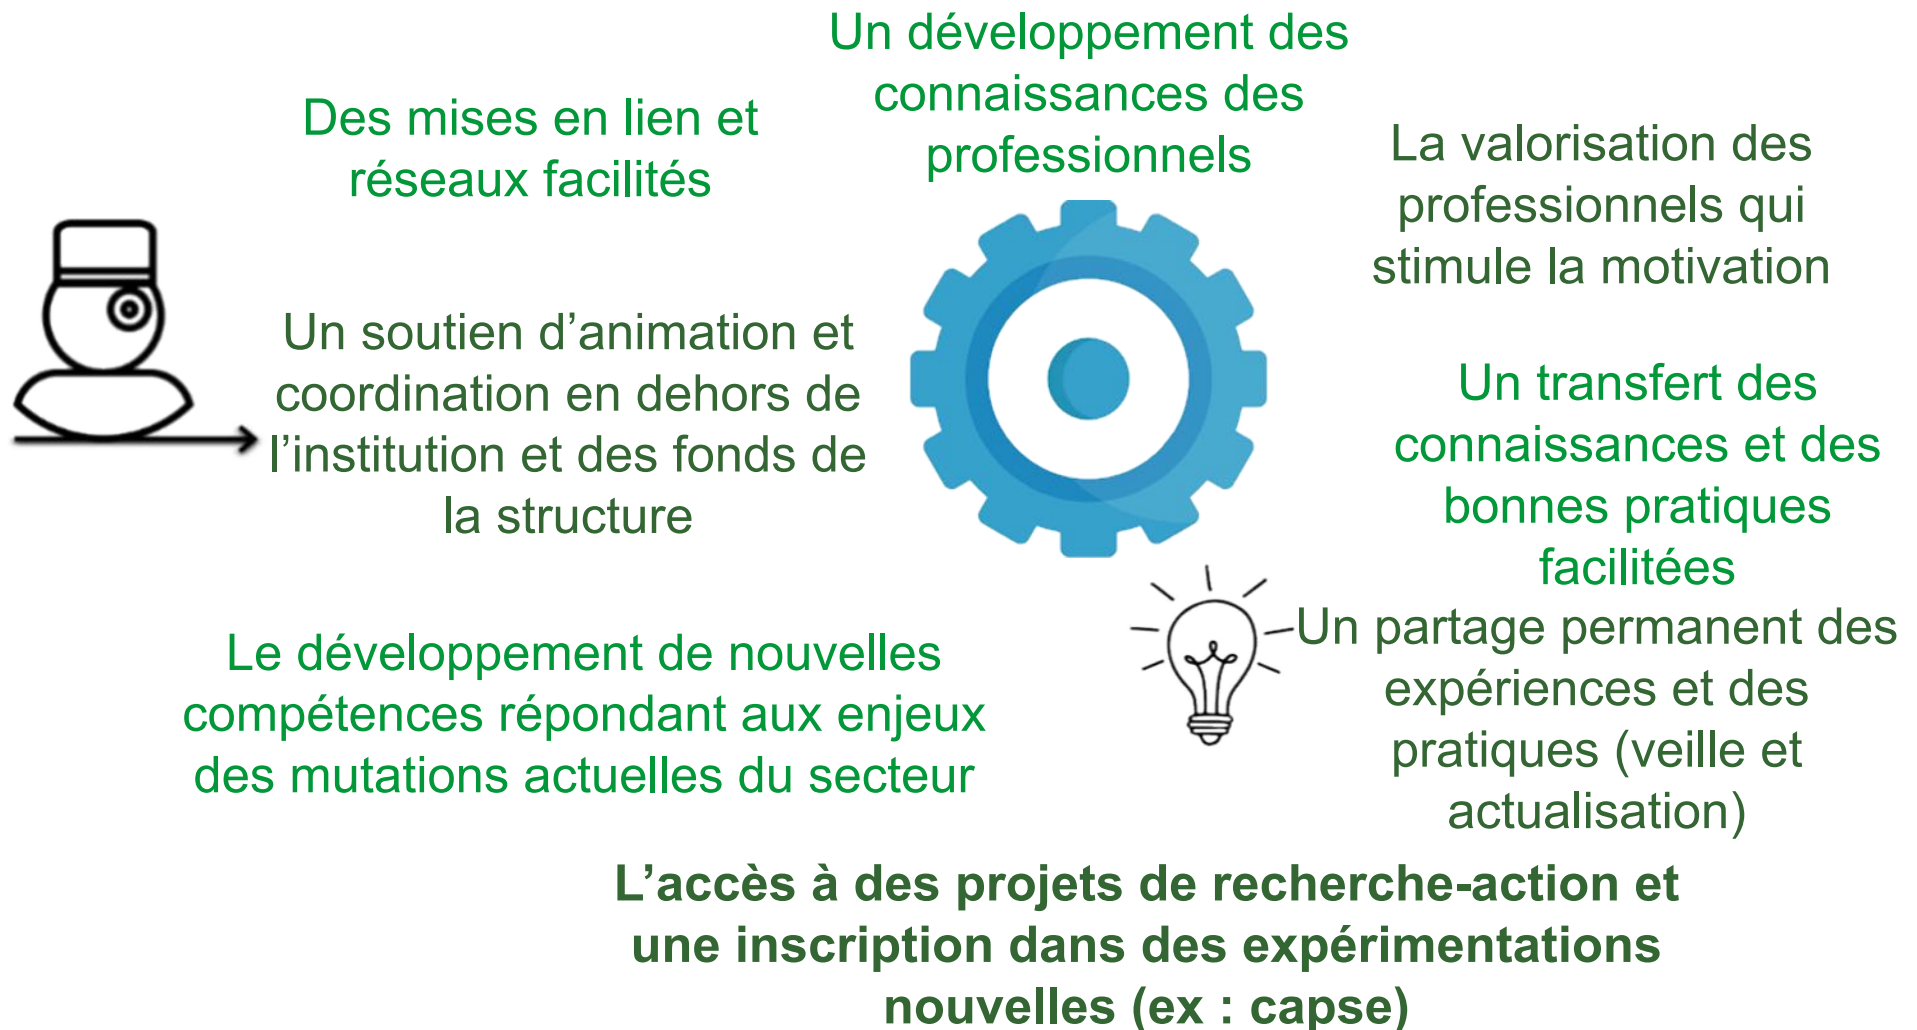 Un développement des
connaissances des
professionnels
Des mises en lien et
réseaux facilités
La valorisation des
professionnels qui
stimule la motivation
Un soutien d’animation et
coordination en dehors de
l’institution et des fonds de
la structure
Un transfert des
connaissances et des
bonnes pratiques
facilitées
Le développement de nouvelles
compétences répondant aux enjeux
des mutations actuelles du secteur
Un partage permanent des
expériences et des
pratiques (veille et
actualisation)
L’accès à des projets de recherche-action et
une inscription dans des expérimentations
nouvelles (ex : capse)